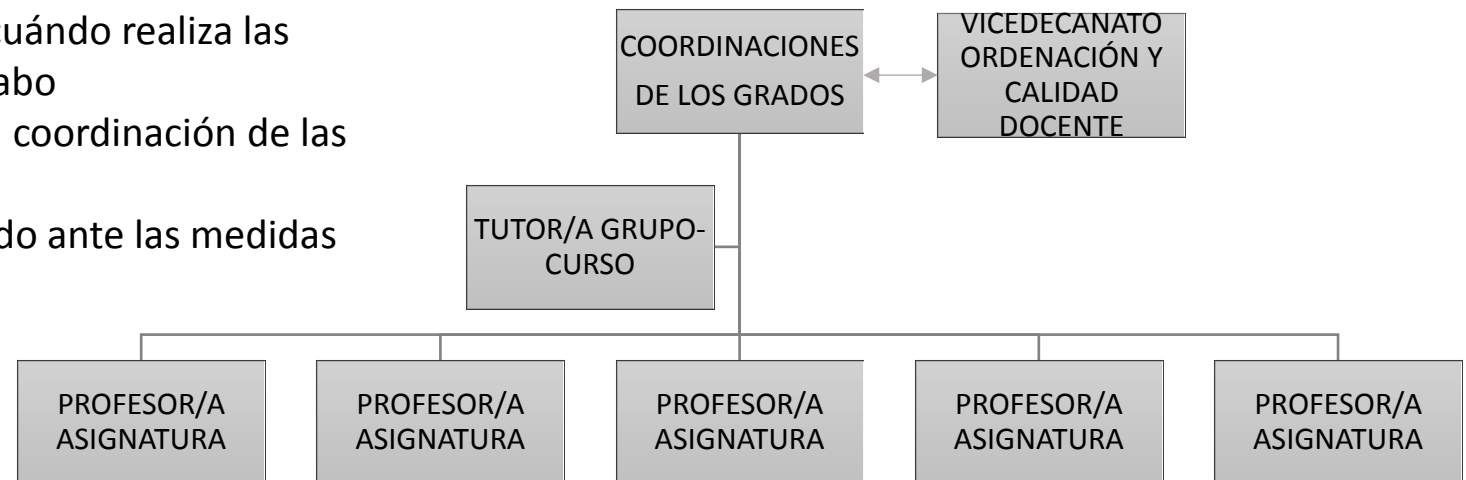 cuándo realiza las
abo
coordinación de las
do ante las medidas
COORDINACIONES
DE LOS GRADOS
VICEDECANATO
ORDENACIÓN Y
CALIDAD
DOCENTE
TUTOR/A GRUPO-
CURSO
PROFESOR/A
ASIGNATURA
PROFESOR/A
ASIGNATURA
PROFESOR/A
ASIGNATURA
PROFESOR/A
ASIGNATURA
PROFESOR/A
ASIGNATURA